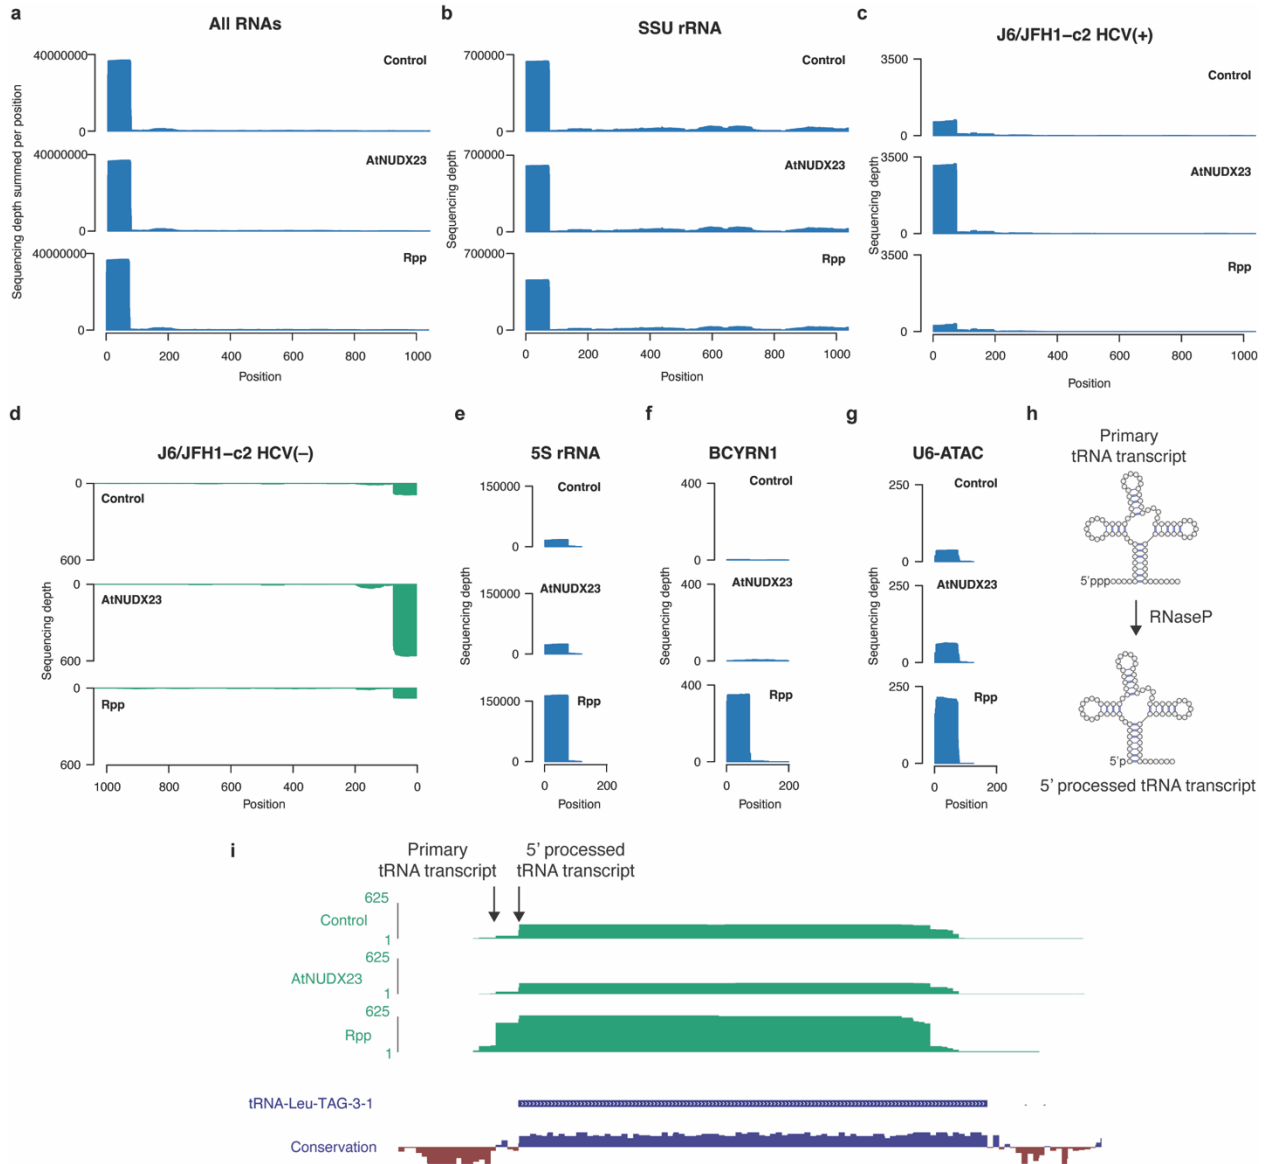 a
All RNAs
40000000
Control
0
40000000
AtNUDX23
0
40000000
Rpp
0
0 200 400 600 800 1000
Position
Sequencing depth summed per position
b
SSU rRNA
700000
Control
0
700000
AtNUDX23
0
700000
Rpp
0
0 200 400 600 800 1000
Position
Sequencing depth
c
J6/JFH1–c2 HCV(+)
3500
Control
0
3500
AtNUDX23
0
3500
Rpp
0
0 200 400 600 800 1000
Position
Sequencing depth
d
J6/JFH1–c2 HCV(–)
0
Control
600
0
AtNUDX23
600
0
Rpp
600
1000 800 600 400 200 0
Position
Sequencing depth
e
5S rRNA
150000
Control
0
150000
AtNUDX23
0
150000
Rpp
0
0 200
Position
Sequencing depth
f
BCYRN1
400
Control
0
400
AtNUDX23
0
400
Rpp
0
0 200
Position
Sequencing depth
g
U6-ATAC
250
Control
0
250
AtNUDX23
0
250
Rpp
0
0 200
Position
Sequencing depth
h
Primary
tRNA transcript
5'ppp
RNaseP
5'p
5' processed tRNA transcript
i
Primary
tRNA transcript
5' processed
tRNA transcript
625
Control
1
625
AtNUDX23
1
625
Rpp
1
tRNA-Leu-TAG-3-1
Conservation